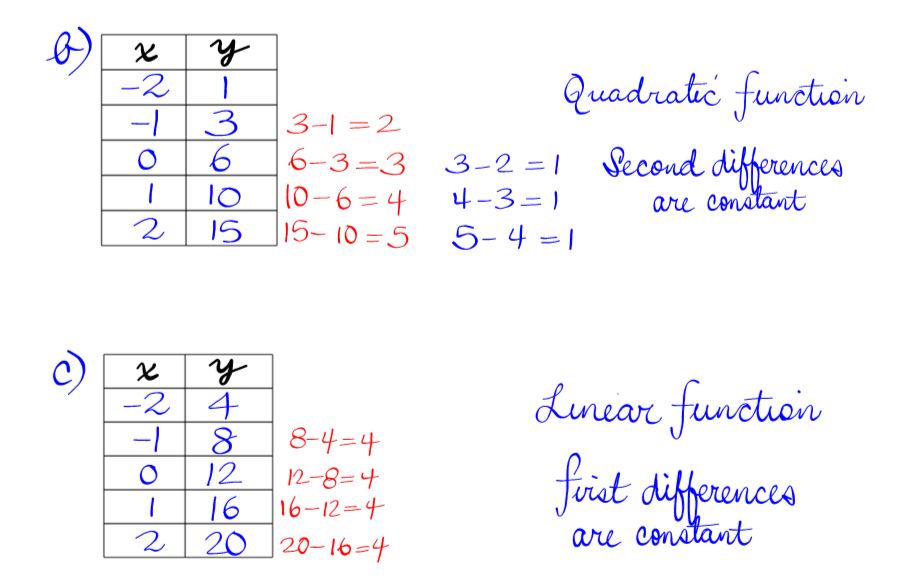 b)
x y
-2 1
-1 3 3-1=2
0 6 6-3=3 3-2=1
1 10 10-6=4 4-3=1
2 15 15-10=5 5-4=1
Quadratic function
Second differences
are constant
c)
x y
-2 4
-1 8 8-4=4
0 12 12-8=4
1 16 16-12=4
2 20 20-16=4
Linear function
first differences
are constant